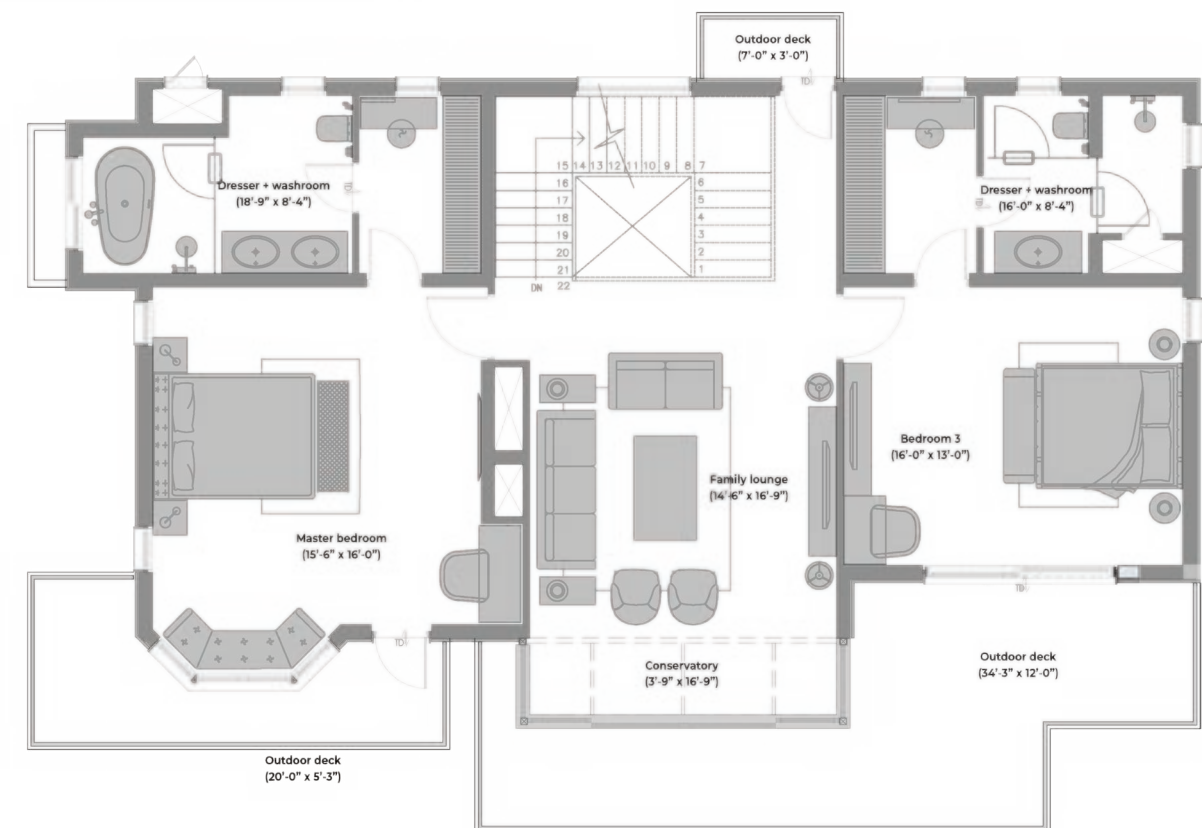 Outdoor deck
(7'-0" x 3'-0")
TD
Dresser + washroom
(18'-9" x 8'-4")
TD
15 14 13 12 11 10 9 8 7
16
17
18
19
20
21
22
6
5
4
3
2
1
DN
Dresser + washroom
(16'-0" x 8'-4")
TD
Bedroom 3
(16'-0" x 13'-0")
Family lounge
(14'-6" x 16'-9")
Master bedroom
(15'-6" x 16'-0")
TD
TD
Conservatory
(3'-9" x 16'-9")
Outdoor deck
(34'-3" x 12'-0")
Outdoor deck
(20'-0" x 5'-3")